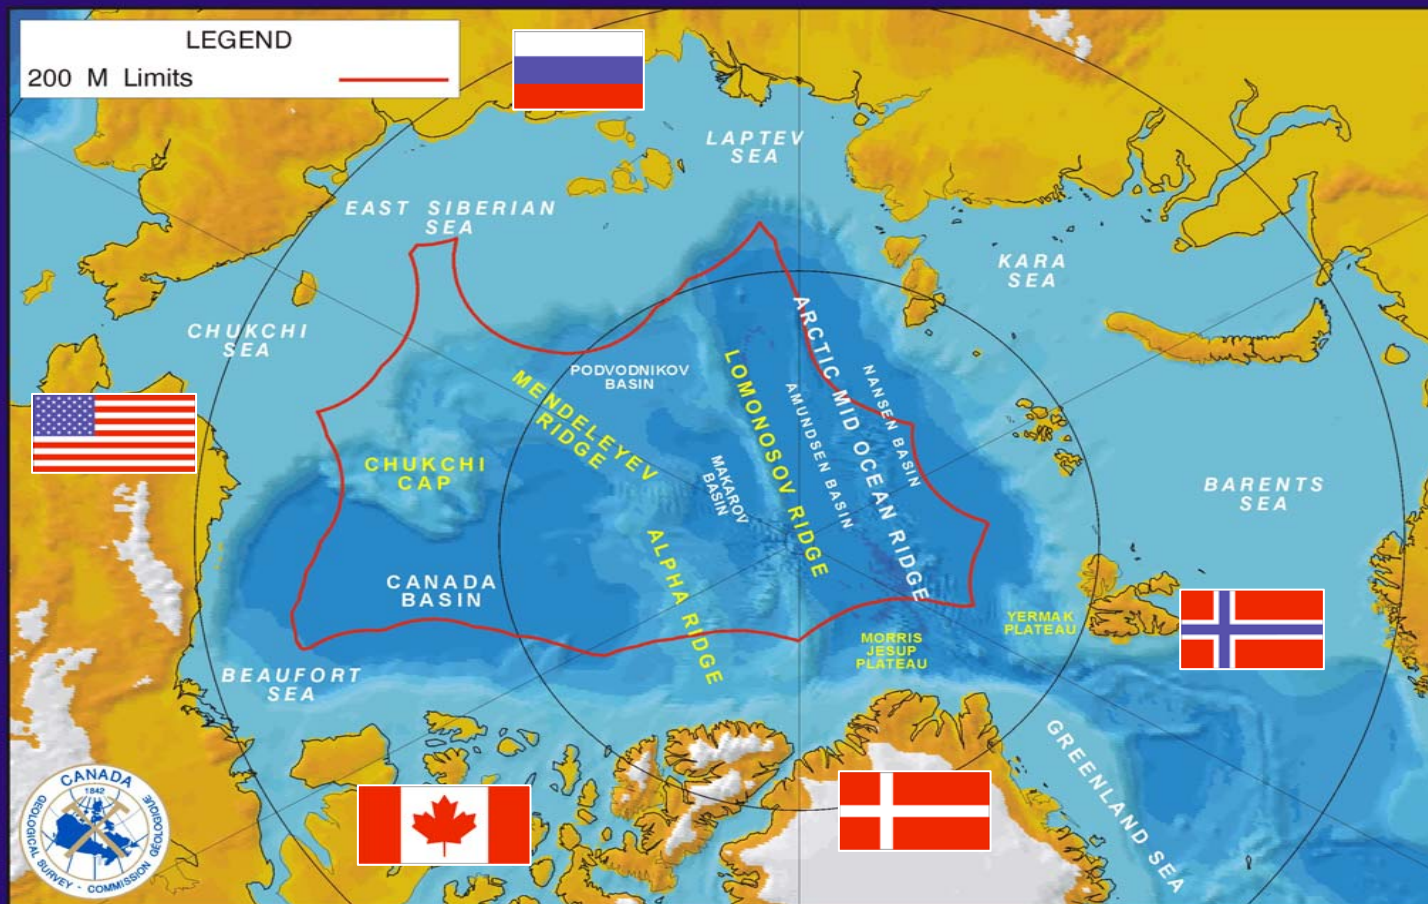 LEGEND
200 M Limits
LAPTEV
SEA
EAST SIBERIAN
SEA
KARA
SEA
CHUKCHI
SEA
ARCTIC MID OCEAN RIDGE
LOMONOSOV RIDGE
NANSEN BASIN
AMUNDSEN BASIN
PODVODNIKOV
BASIN
MENDELEYEV
RIDGE
CHUKCHI
CAP
MAKAROV
BASIN
BARENTS
SEA
ALPHA RIDGE
CANADA
BASIN
YERMAK
PLATEAU
MORRIS
JESUP
PLATEAU
BEAUFORT
SEA
GREENLAND SEA
CANADA
1842
GEOLOGICAL SURVEY - COMMISSION GÉOLOGIQUE